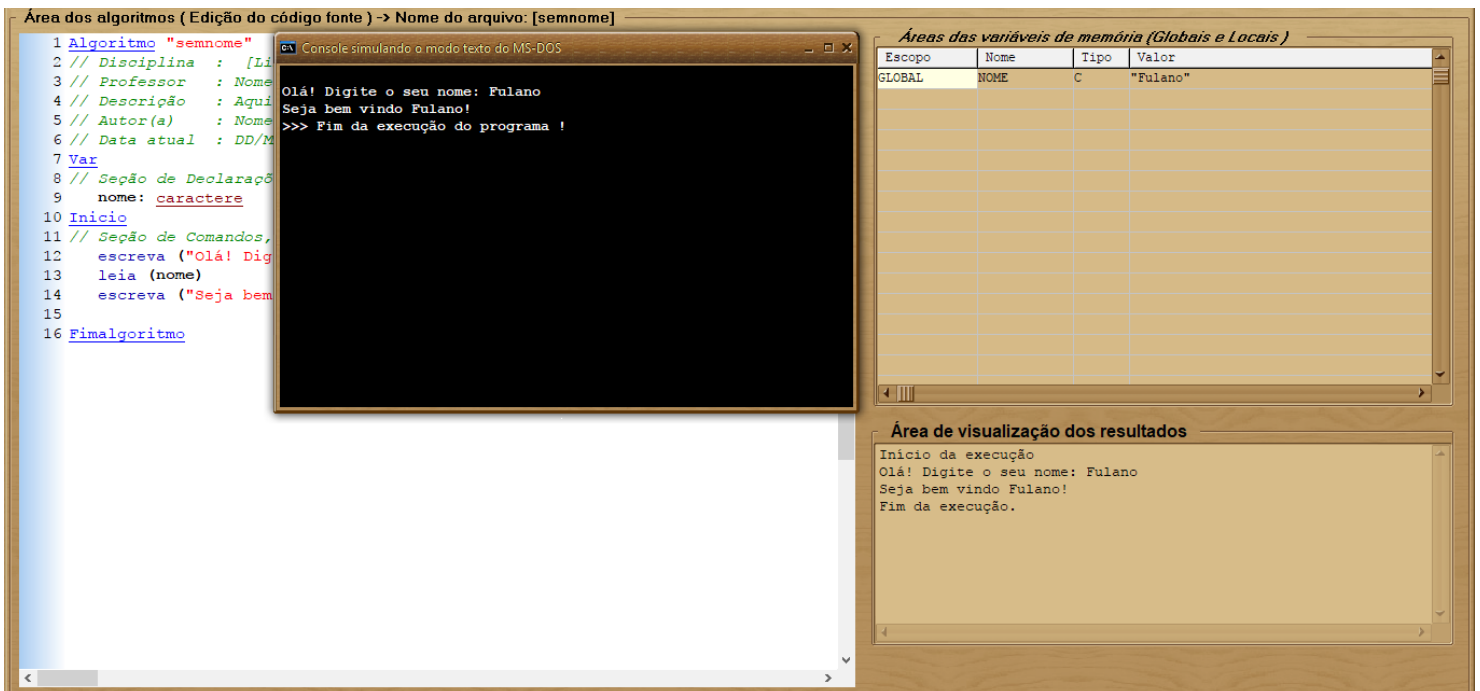 Área dos algoritmos ( Edição do código fonte ) -> Nome do arquivo: [semnome]
1 Algoritmo "semnome"
2 // Disciplina : [Li
3 // Professor : Nome
4 // Descrição : Aqui
5 // Autor(a) : Nome
6 // Data atual : DD/M
7 Var
8 // Seção de Declaraçõ
9 nome: caractere
10 Inicio
11 // Seção de Comandos,
12 escreva ("Olá! Dig
13 leia (nome)
14 escreva ("Seja bem
15
16 Fimalgoritmo
Console simulando o modo texto do MS-DOS
Olá! Digite o seu nome: Fulano
Seja bem vindo Fulano!
>>> Fim da execução do programa !
Áreas das variáveis de memória (Globais e Locais )
Escopo Nome Tipo Valor
GLOBAL NOME C "Fulano"
Área de visualização dos resultados
Início da execução
Olá! Digite o seu nome: Fulano
Seja bem vindo Fulano!
Fim da execução.